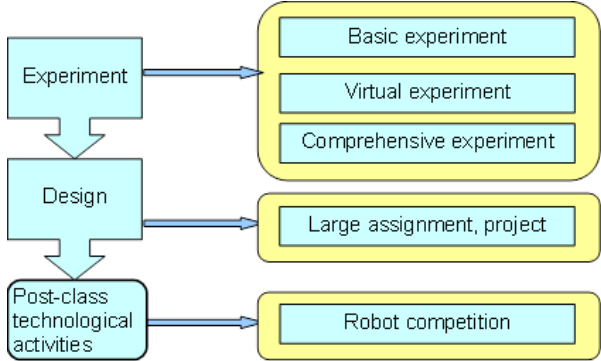 Experiment
Basic experiment
Virtual experiment
Comprehensive experiment
Design
Large assignment, project
Post-class
technological
activities
Robot competition